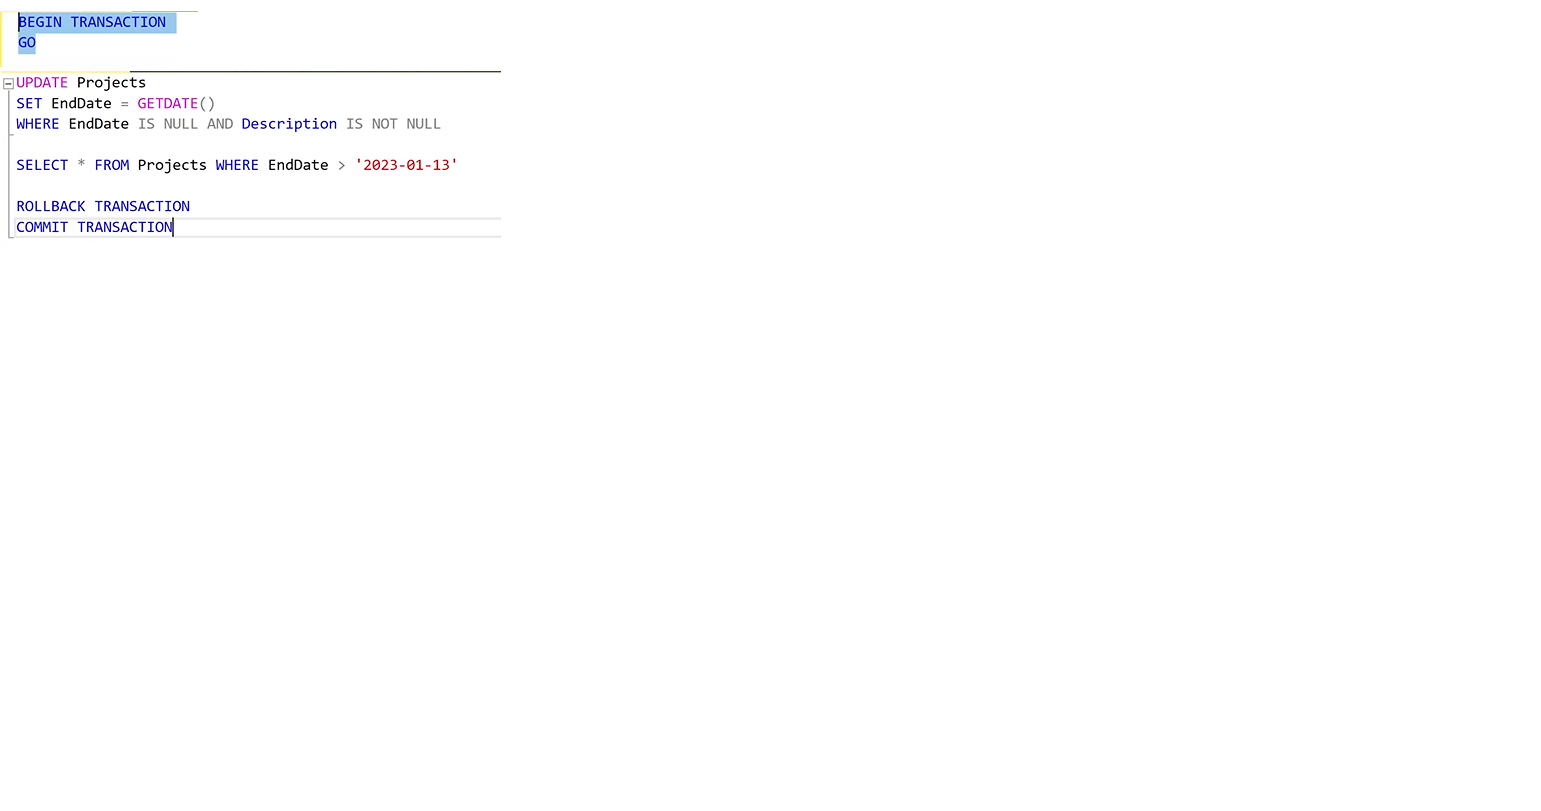 BEGIN TRANSACTION
GO
UPDATE Projects
SET EndDate = GETDATE()
WHERE EndDate IS NULL AND Description IS NOT NULL
SELECT * FROM Projects WHERE EndDate > '2023-01-13'
ROLLBACK TRANSACTION
COMMIT TRANSACTION